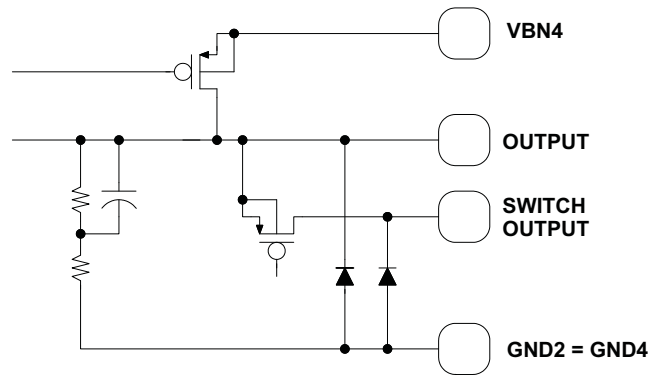 VBN4
OUTPUT
SWITCH
OUTPUT
GND2 = GND4